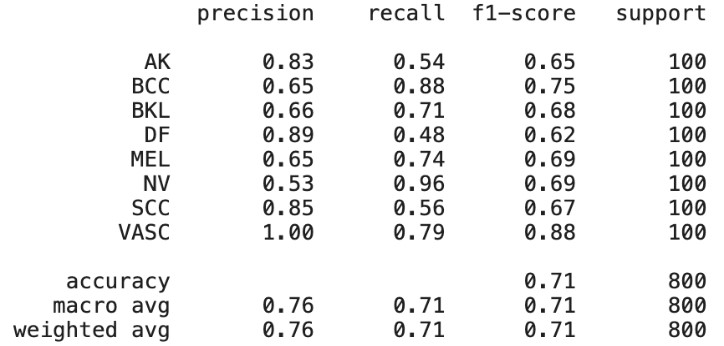 precision recall f1-score support
AK 0.83 0.54 0.65 100
BCC 0.65 0.88 0.75 100
BKL 0.66 0.71 0.68 100
DF 0.89 0.48 0.62 100
MEL 0.65 0.74 0.69 100
NV 0.53 0.96 0.69 100
SCC 0.85 0.56 0.67 100
VASC 1.00 0.79 0.88 100
accuracy 0.71 800
macro avg 0.76 0.71 0.71 800
weighted avg 0.76 0.71 0.71 800